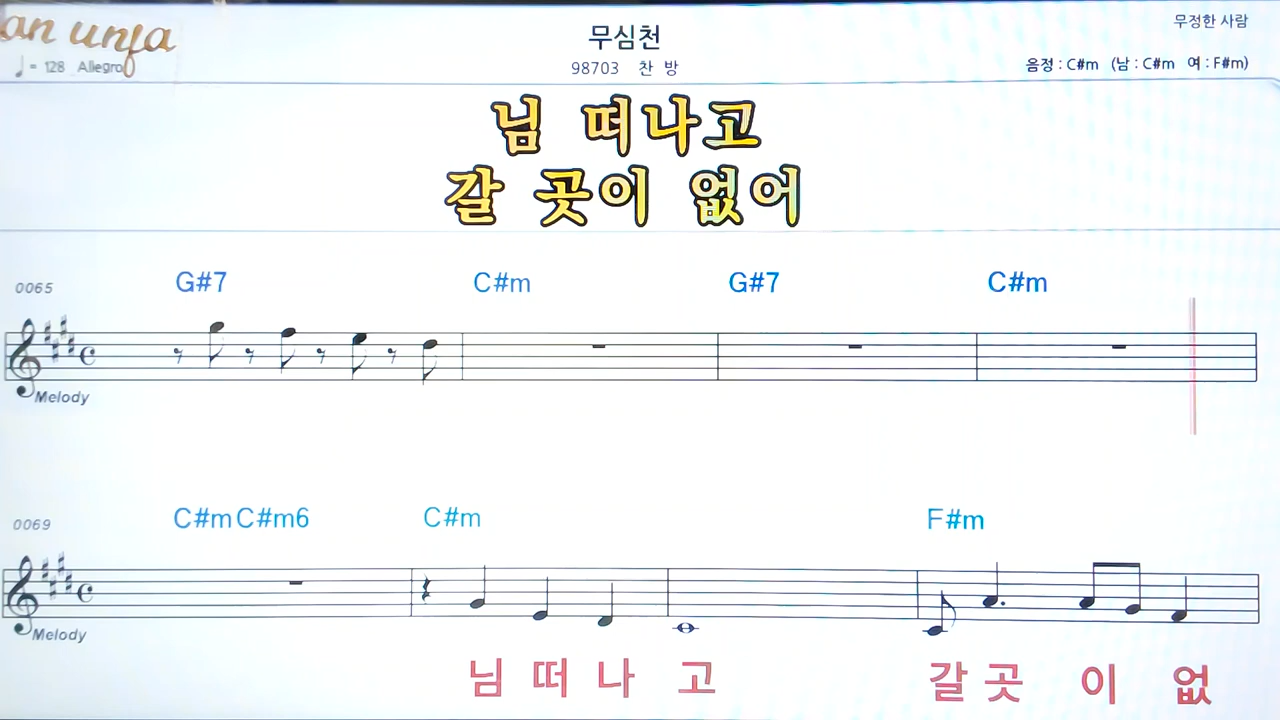 an unja
무정한 사람
무심천
♩= 128 Allegro
98703 찬 방
음정 : C#m (남 : C#m 여 : F#m)
님 떠나고
갈 곳이 없어
0065
G#7 C#m G#7 C#m
Melody
0069
C#m C#m6 C#m F#m
Melody
님 떠 나 고 갈 곳 이 없